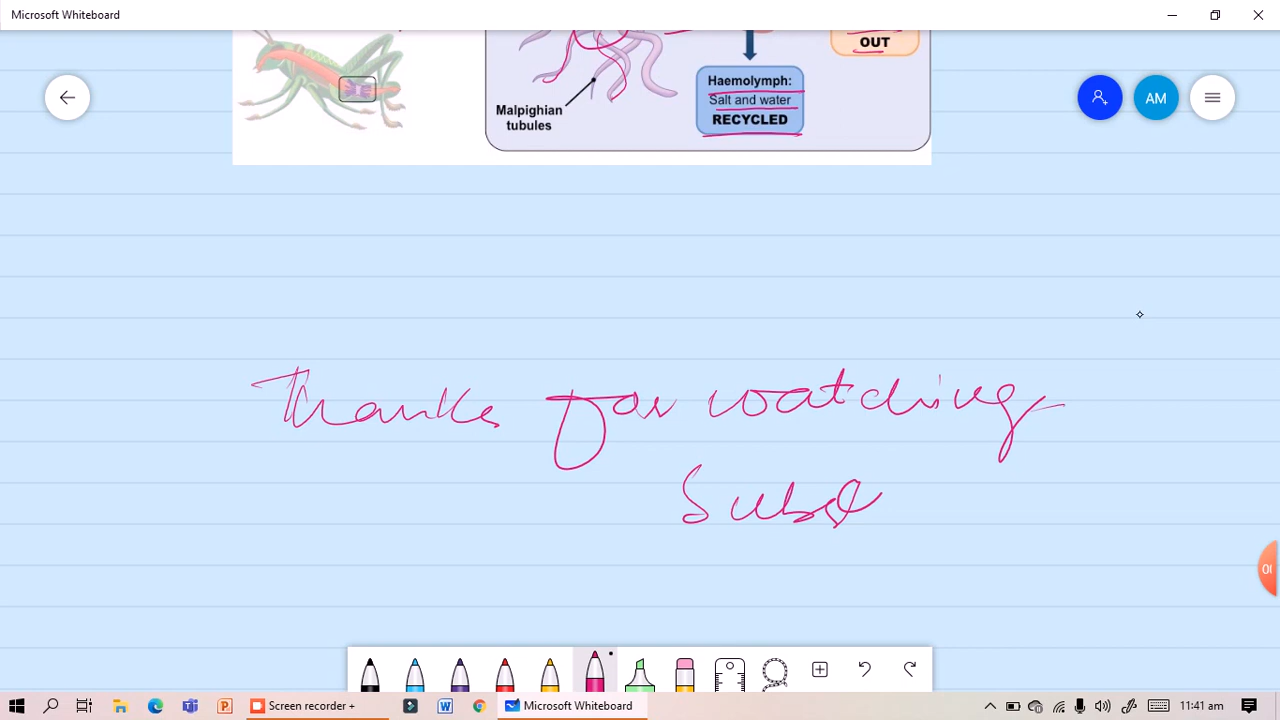 Microsoft Whiteboard
OUT
Haemolymph:
Salt and water
RECYCLED
Malpighian
tubules
AM
Thanks for watching
Subs
Screen recorder +
Microsoft Whiteboard
11:41 am